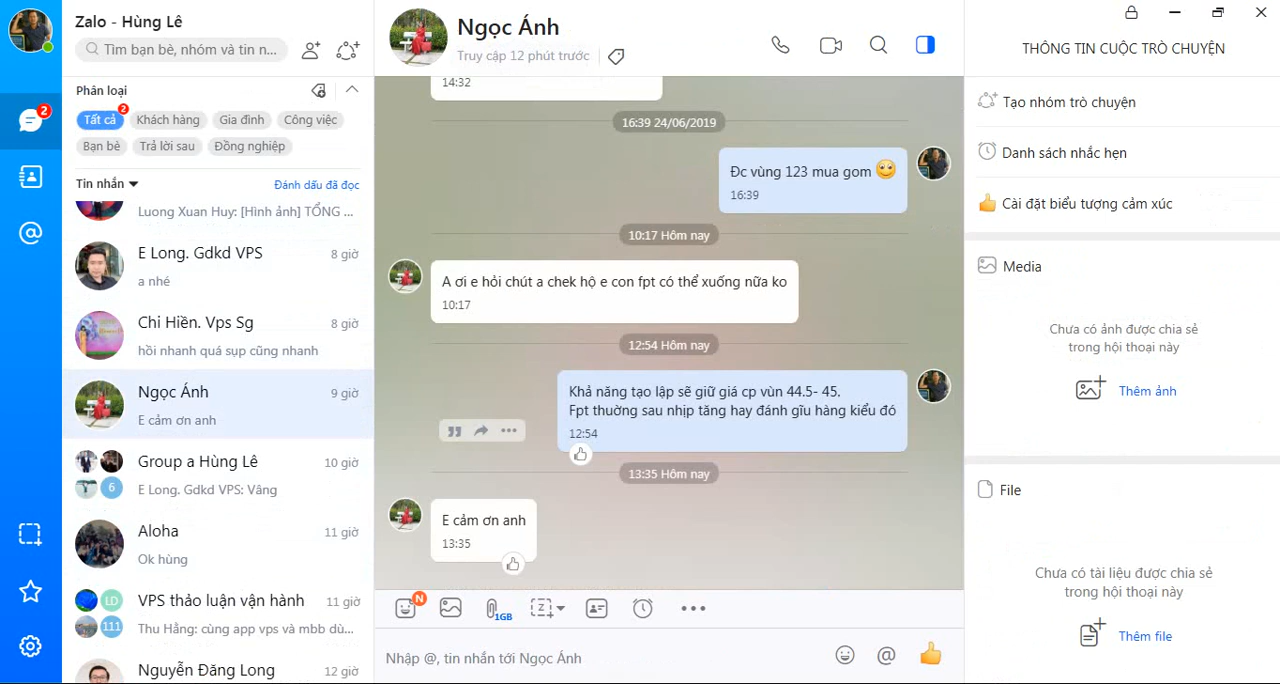 Zalo - Hùng Lê
Tìm bạn bè, nhóm và tin n...
Phân loại
Tất cả
2
Khách hàng
Gia đình
Công việc
Bạn bè
Trả lời sau
Đồng nghiệp
Tin nhắn
Đánh dấu đã đọc
2
Luong Xuan Huy: [Hình ảnh] TỔNG ...
E Long. Gdkd VPS
8 giờ
a nhé
Chi Hiền. Vps Sg
8 giờ
hồi nhanh quá sụp cũng nhanh
Ngọc Ánh
9 giờ
E cảm ơn anh
Group a Hùng Lê
10 giờ
6
E Long. Gdkd VPS: Vâng
Aloha
11 giờ
Ok hùng
LD
VPS thảo luận vận hành
11 giờ
111
Thu Hằng: cùng app vps và mbb dù...
Nguyễn Đăng Long
12 giờ
Ngọc Ánh
Truy cập 12 phút trước
14:32
16:39 24/06/2019
Đc vùng 123 mua gom
16:39
10:17 Hôm nay
A ơi e hỏi chút a chek hộ e con fpt có thể xuống nữa ko
10:17
12:54 Hôm nay
Khả năng tạo lập sẽ giữ giá cp vùn 44.5- 45.
Fpt thuờng sau nhịp tăng hay đánh gĩu hàng kiểu đó
12:54
13:35 Hôm nay
E cảm ơn anh
13:35
N
1GB
Z
Nhập @, tin nhắn tới Ngọc Ánh
THÔNG TIN CUỘC TRÒ CHUYỆN
Tạo nhóm trò chuyện
Danh sách nhắc hẹn
Cài đặt biểu tượng cảm xúc
Media
Chưa có ảnh được chia sẻ
trong hội thoại này
Thêm ảnh
File
Chưa có tài liệu được chia sẻ
trong hội thoại này
Thêm file